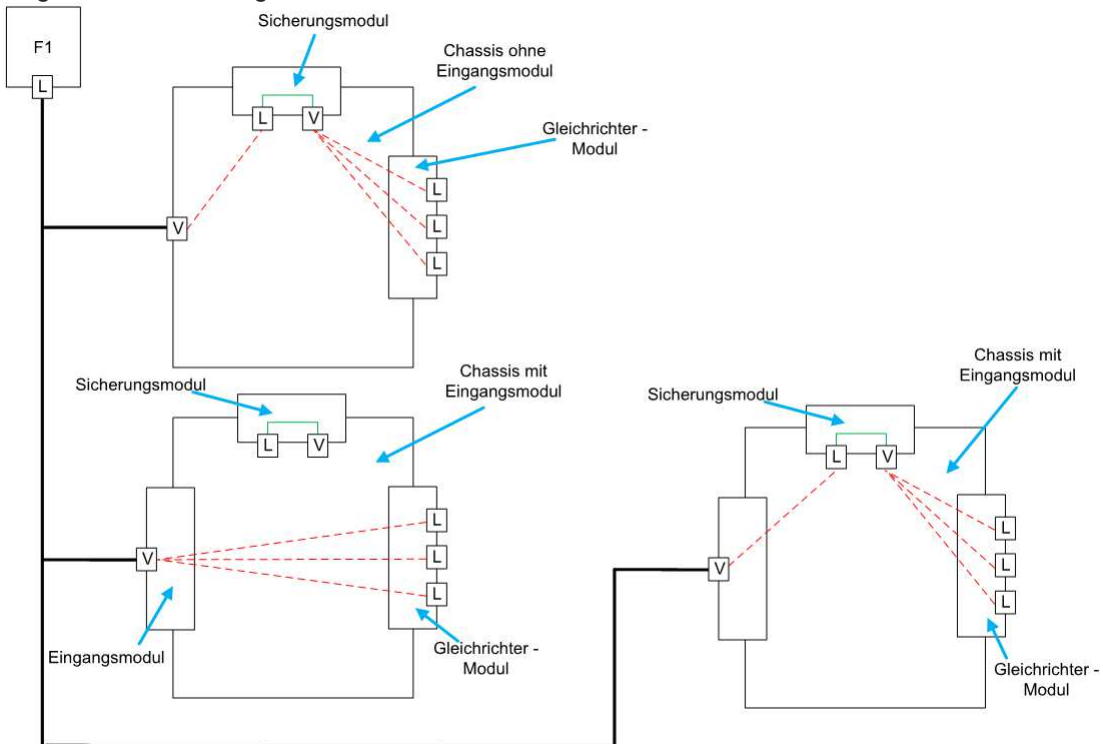 F1
L
Sicherungsmodul
Chassis ohne
Eingangsmodul
Gleichrichter -
Modul
L
V
L
L
L
V
Sicherungsmodul
Chassis mit
Eingangsmodul
L
V
L
L
L
V
Eingangsmodul
Gleichrichter -
Modul
Chassis mit
Eingangsmodul
Sicherungsmodul
L
V
L
L
L
V
Gleichrichter -
Modul